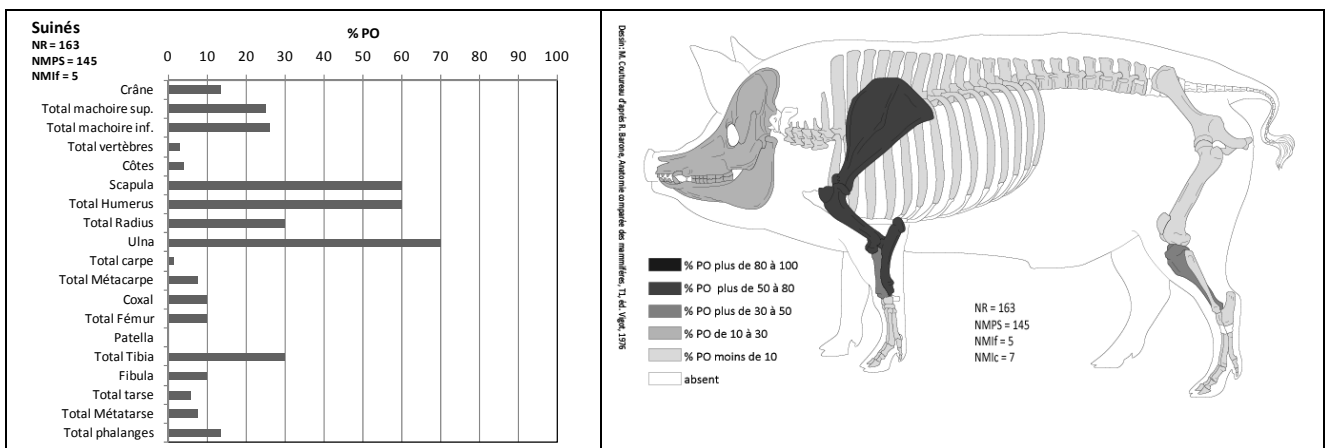 Suinés
NR = 163
NMPS = 145
NMIf = 5
% PO
0 10 20 30 40 50 60 70 80 90 100
Crâne
Total machoire sup.
Total machoire inf.
Total vertèbres
Côtes
Scapula
Total Humerus
Total Radius
Ulna
Total carpe
Total Métacarpe
Coxal
Total Fémur
Patella
Total Tibia
Fibula
Total tarse
Total Métatarse
Total phalanges
Dessin: M. Coutureau d'après R. Barone, Anatomie comparée des mammifères, T1, éd. Vigot, 1976
% PO plus de 80 à 100
% PO plus de 50 à 80
% PO plus de 30 à 50
% PO de 10 à 30
% PO moins de 10
absent
NR = 163
NMPS = 145
NMIf = 5
NMIc = 7